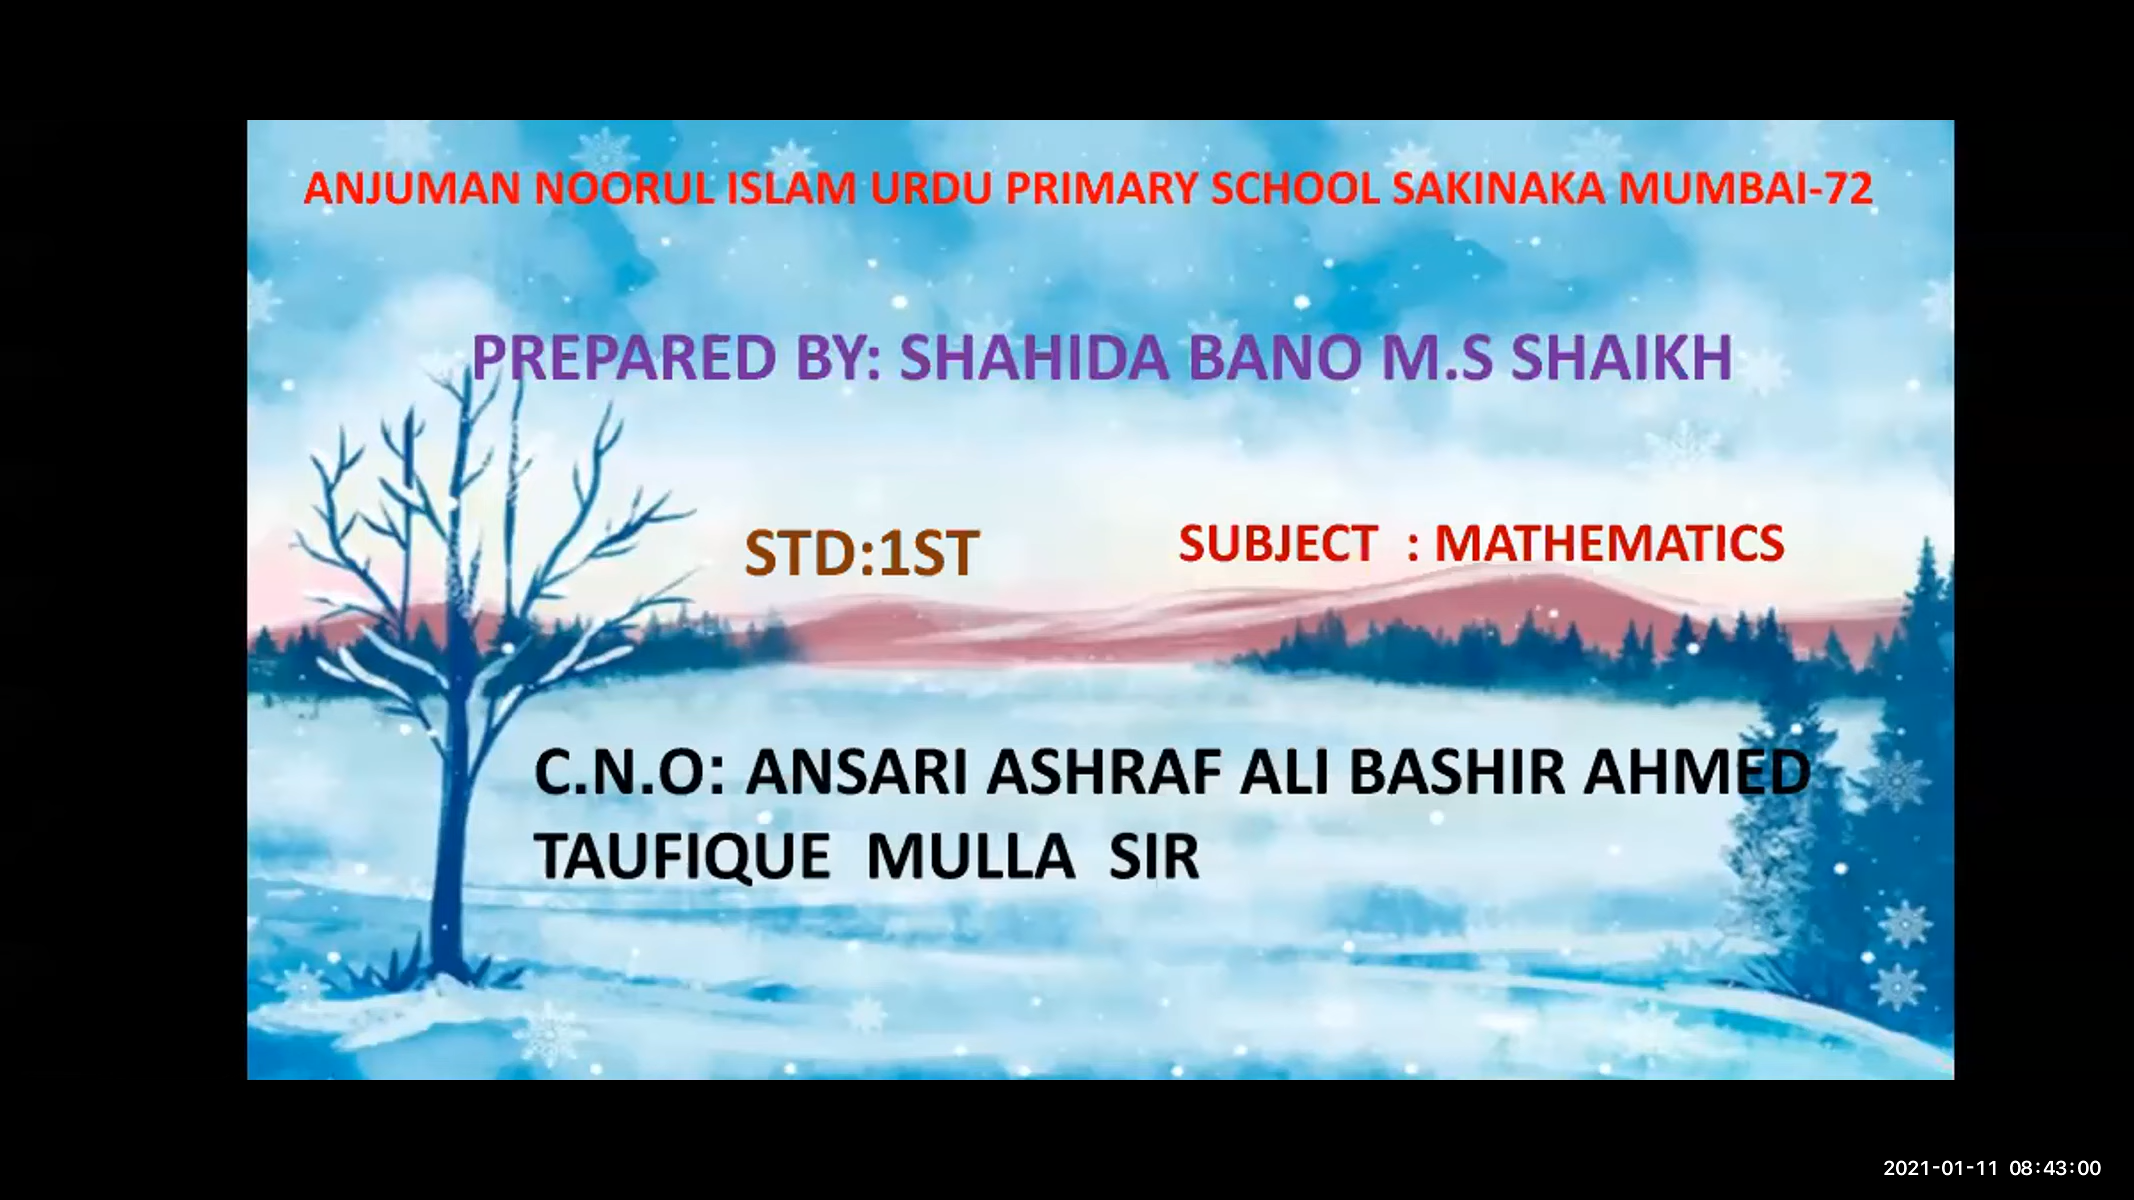 ANJUMAN NOORUL ISLAM URDU PRIMARY SCHOOL SAKINAKA MUMBAI-72
PREPARED BY: SHAHIDA BANO M.S SHAIKH
STD:1ST
SUBJECT : MATHEMATICS
C.N.O: ANSARI ASHRAF ALI BASHIR AHMED
TAUFIQUE MULLA SIR
2021-01-11 08:43:00